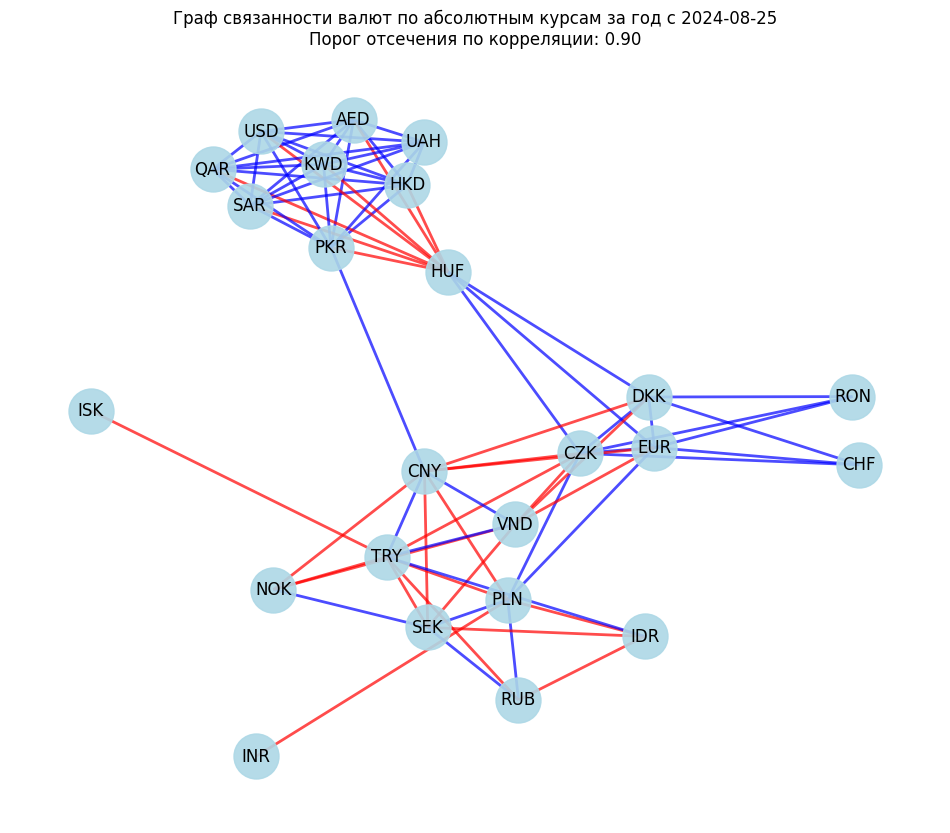 Граф связанности валют по абсолютным курсам за год с 2024-08-25
Порог отсечения по корреляции: 0.90
AED
USD
UAH
KWD
QAR
HKD
SAR
PKR
HUF
DKK
RON
ISK
EUR
CZK
CHF
CNY
VND
TRY
NOK
PLN
SEK
IDR
RUB
INR